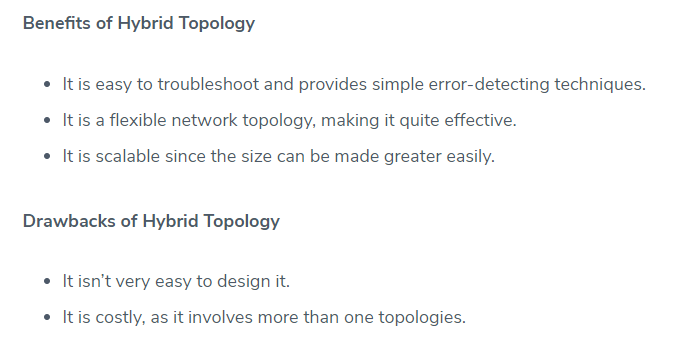 Benefits of Hybrid Topology
• It is easy to troubleshoot and provides simple error-detecting techniques.
• It is a flexible network topology, making it quite effective.
• It is scalable since the size can be made greater easily.
Drawbacks of Hybrid Topology
• It isn’t very easy to design it.
• It is costly, as it involves more than one topologies.